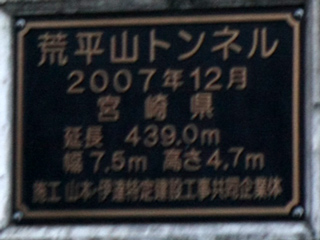 荒平山トンネル
2007年12月
宮崎県
延長 439.0m
幅 7.5m 高さ4.7m
施工 山本・伊達特定建設工事共同企業体